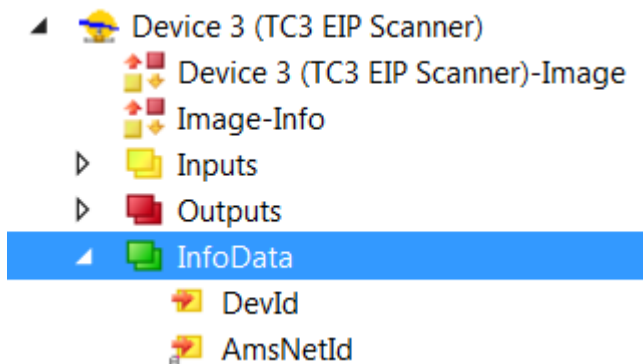 Device 3 (TC3 EIP Scanner)
Device 3 (TC3 EIP Scanner)-Image
Image-Info
Inputs
Outputs
InfoData
DevId
AmsNetId